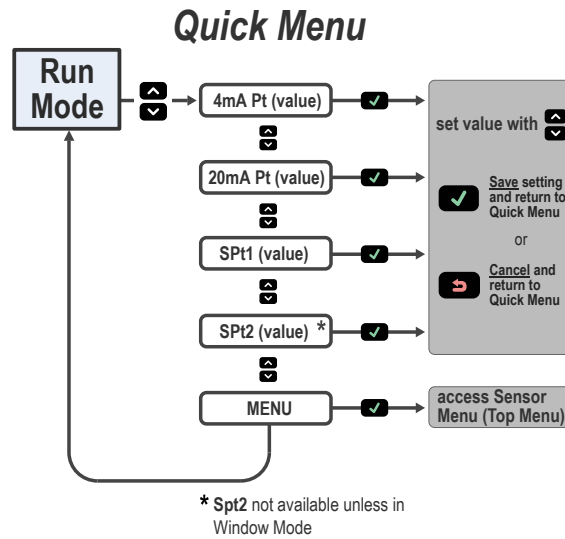 Quick Menu
Run
Mode
4mA Pt (value)
20mA Pt (value)
SPt1 (value)
SPt2 (value) *
MENU
set value with
Save setting
and return to
Quick Menu
or
Cancel and
return to
Quick Menu
access Sensor
Menu (Top Menu)
* Spt2 not available unless in
Window Mode